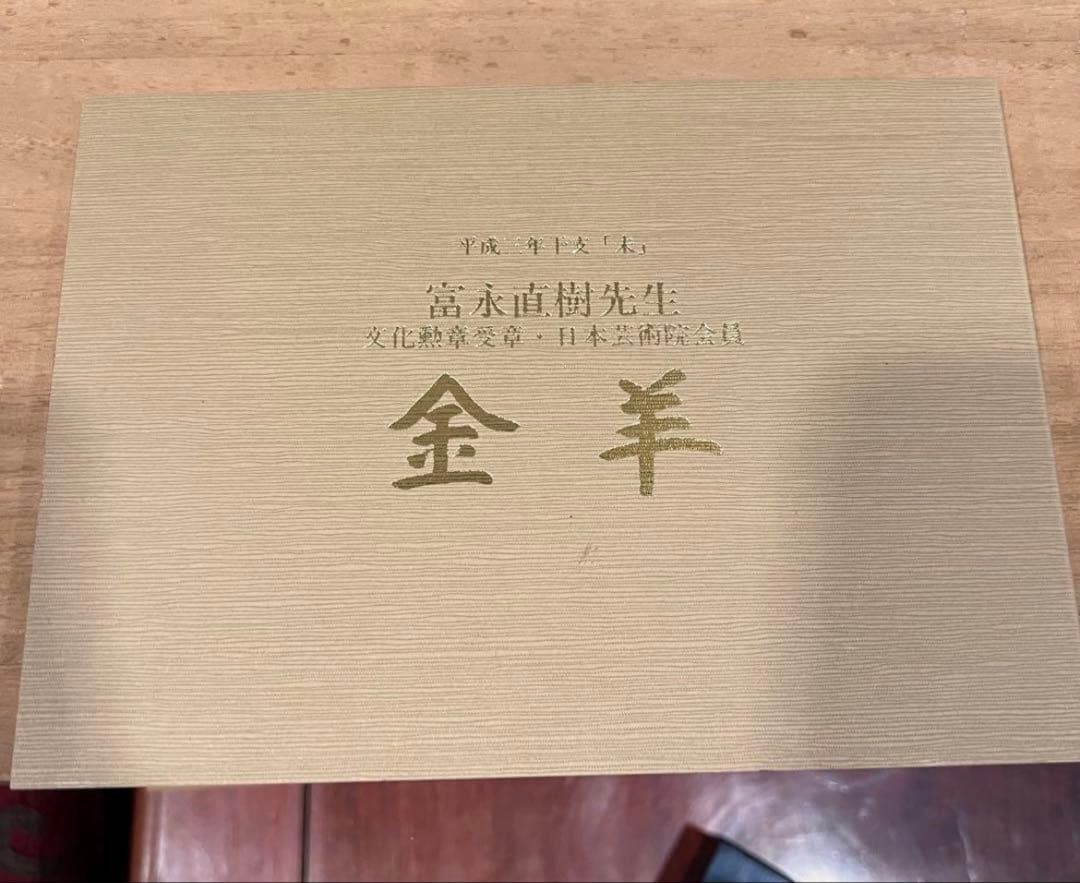 平成三年干支「未」
富永直樹先生
文化勲章受章・日本芸術院会員
金 羊